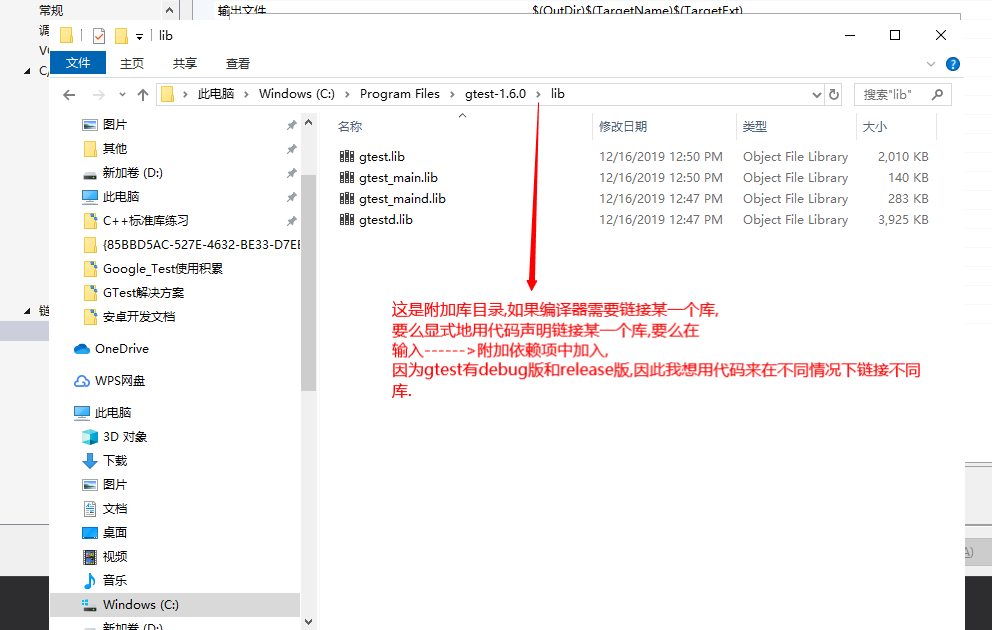 常规
输出文件
$(OutDir)$(TargetName)$(TargetExt)
lib
文件
主页
共享
查看
此电脑 › Windows (C:) › Program Files › gtest-1.6.0 › lib
搜索"lib"
名称 修改日期 类型 大小
gtest.lib 12/16/2019 12:50 PM Object File Library 2,010 KB
gtest_main.lib 12/16/2019 12:50 PM Object File Library 140 KB
gtest_maind.lib 12/16/2019 12:47 PM Object File Library 283 KB
gtestd.lib 12/16/2019 12:47 PM Object File Library 3,925 KB
图片
其他
新加卷 (D:)
此电脑
C++标准库练习
{85BBD5AC-527E-4632-BE33-D7EE
Google_Test使用积累
GTest解决方案
安卓开发文档
OneDrive
WPS网盘
此电脑
3D 对象
下载
图片
文档
桌面
视频
音乐
Windows (C:)
新加卷 (D:)
这是附加库目录,如果编译器需要链接某一个库,
要么显式地用代码声明链接某一个库,要么在
输入------>附加依赖项中加入,
因为gtest有debug版和release版,因此我想用代码来在不同情况下链接不同
库.